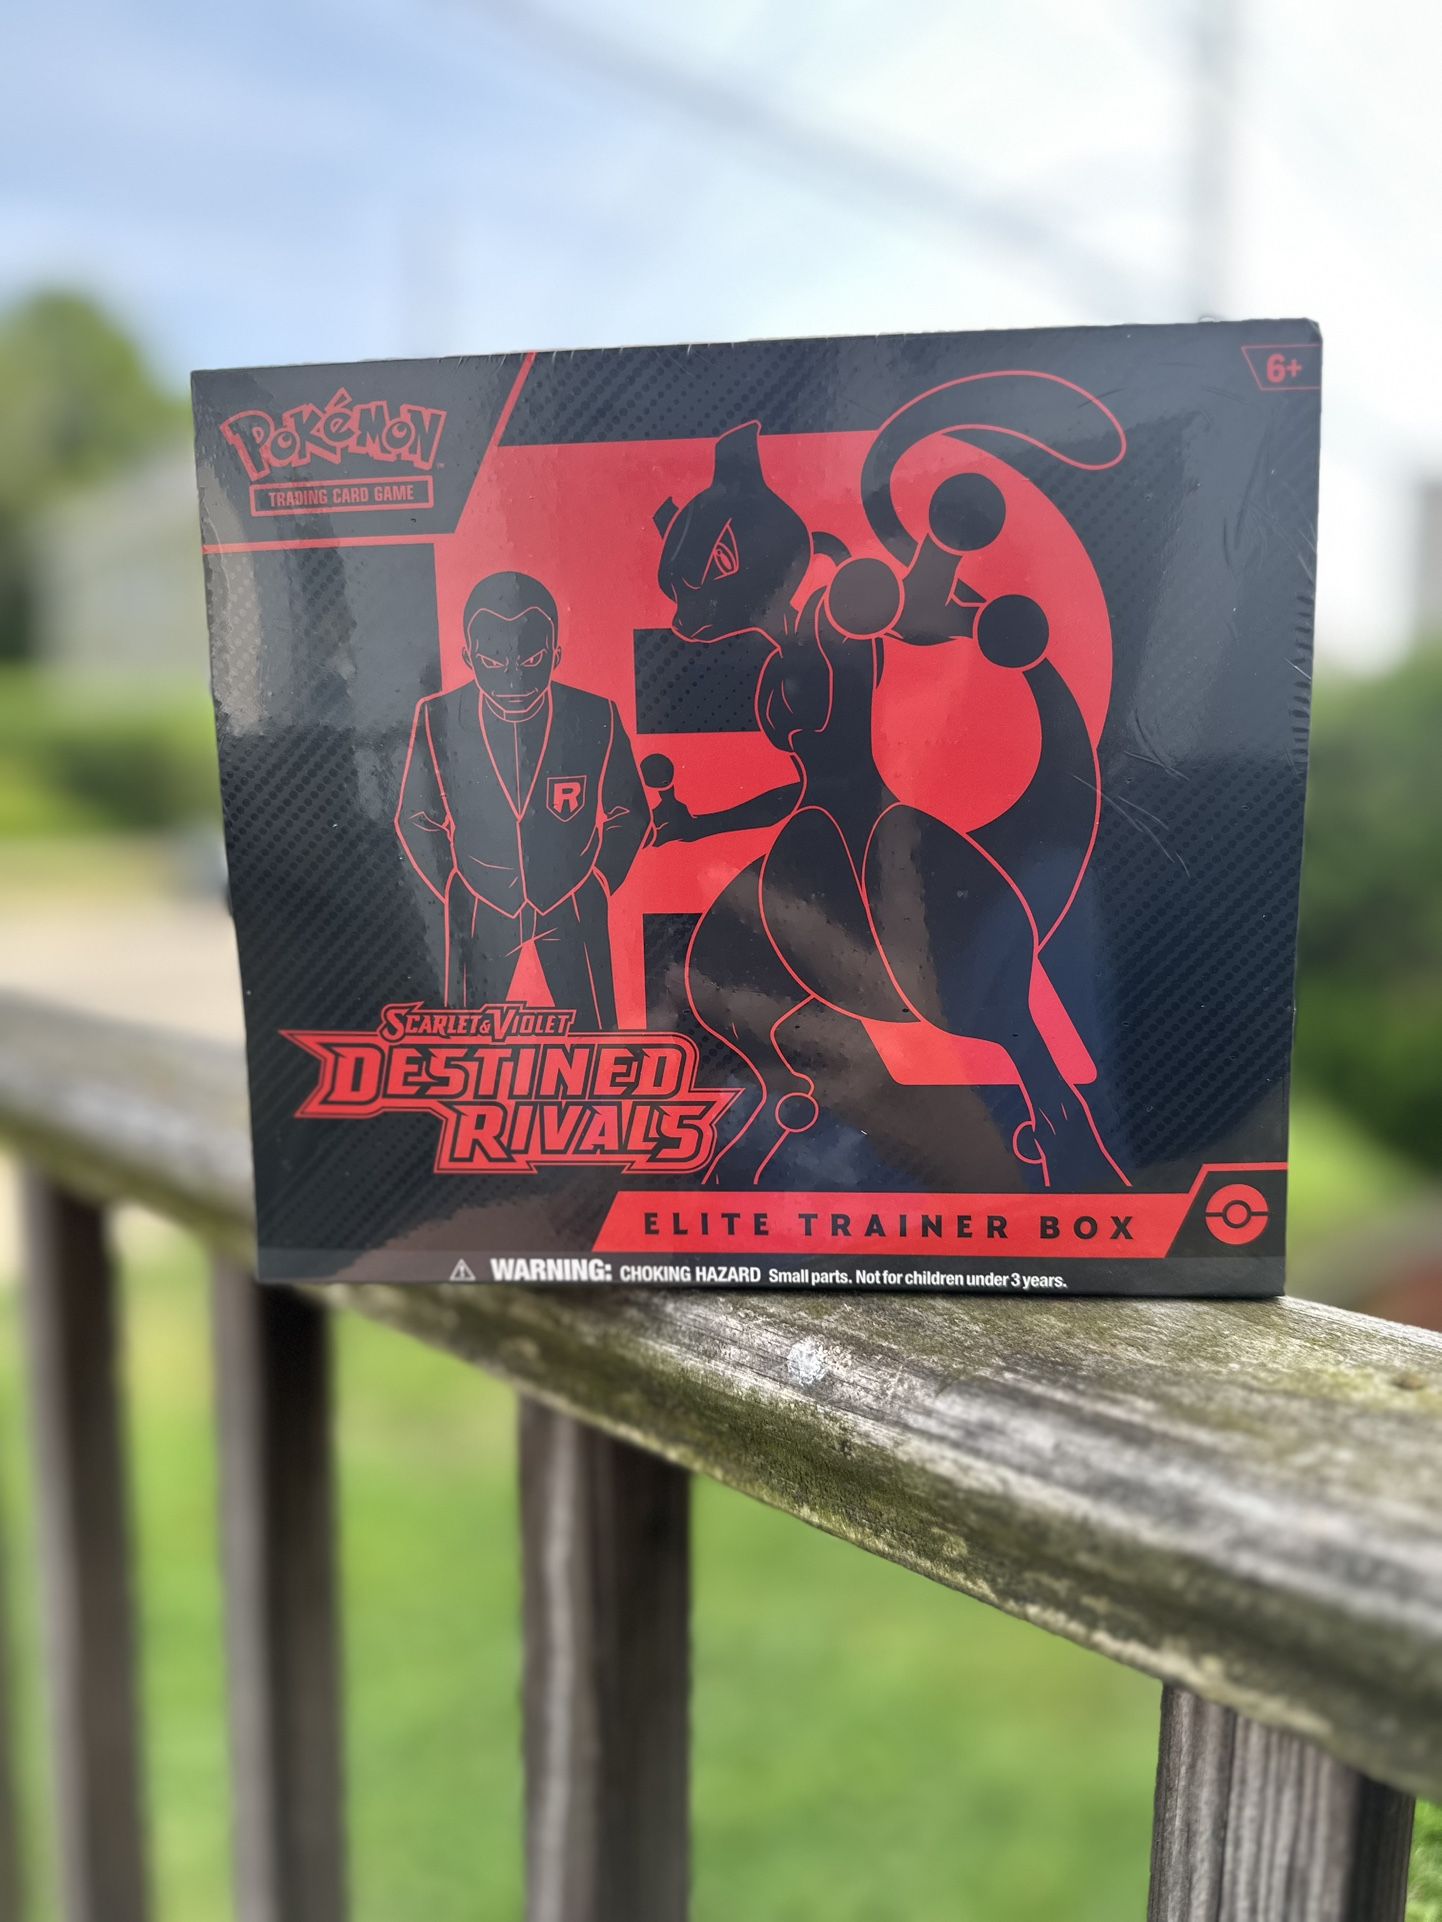 POKéMON
TRADING CARD GAME
6+
R
SCARLET & VIOLET
DESTINED
RIVALS
ELITE TRAINER BOX
WARNING: CHOKING HAZARD Small parts. Not for children under 3 years.